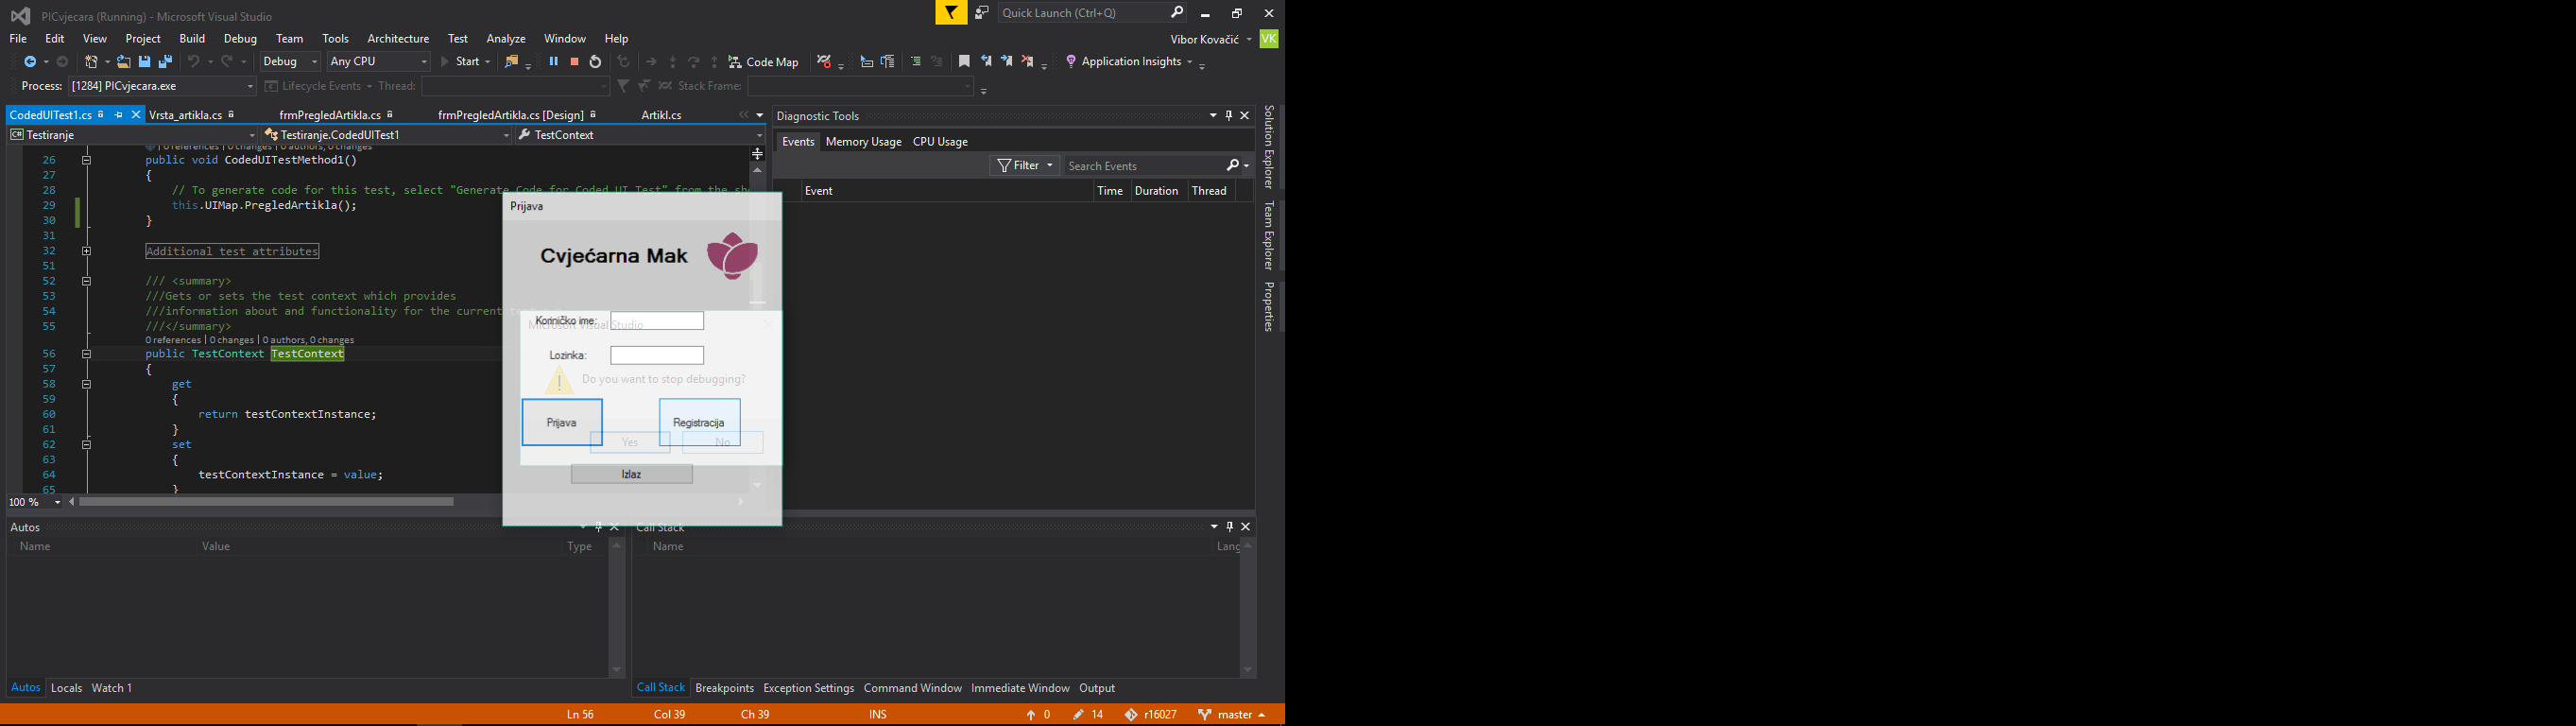 PICvjecara (Running) - Microsoft Visual Studio
Quick Launch (Ctrl+Q)
File Edit View Project Build Debug Team Tools Architecture Test Analyze Window Help
Vibor Kovačić VK
Debug Any CPU Start Code Map Application Insights
Process: [1284] PICvjecara.exe Lifecycle Events Thread: Stack Frame:
CodedUITest1.cs Vrsta_artikla.cs frmPregledArtikla.cs frmPregledArtikla.cs [Design] Artikl.cs
Testiranje Testiranje.CodedUITest1 TestContext
0 references | 0 changes | 0 authors, 0 changes
26 public void CodedUITestMethod1()
27 {
28 // To generate code for this test, select "Generate Code for Coded UI Test" from the sh
29 this.UIMap.PregledArtikla();
30 }
31
32 Additional test attributes
51
52 /// <summary>
53 ///Gets or sets the test context which provides
54 ///information about and functionality for the current t
55 ///</summary>
0 references | 0 changes | 0 authors, 0 changes
56 public TestContext TestContext
57 {
58 get
59 {
60 return testContextInstance;
61 }
62 set
63 {
64 testContextInstance = value;
65 }
100 %
Prijava
Cvjećarna Mak
Korisničko ime:
Microsoft Visual Studio
Lozinka:
Do you want to stop debugging?
Prijava Registracija
Yes No
Izlaz
Diagnostic Tools
Events Memory Usage CPU Usage
Filter Search Events
Event Time Duration Thread
Solution Explorer
Team Explorer
Properties
Autos
Name Value Type
Autos Locals Watch 1
Call Stack
Name Lang
Call Stack Breakpoints Exception Settings Command Window Immediate Window Output
Ln 56 Col 39 Ch 39 INS 0 14 r16027 master